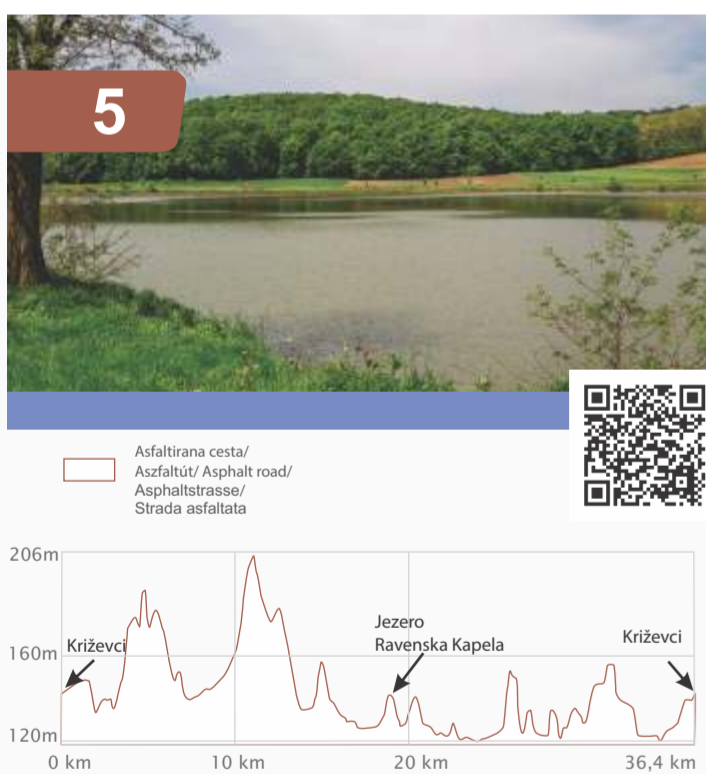 5
Asfaltirana cesta/
Aszfaltút/ Asphalt road/
Asphaltstrasse/
Strada asfaltata
206m
160m
120m
Križevci
Jezero
Ravenska Kapela
Križevci
0 km
10 km
20 km
36,4 km